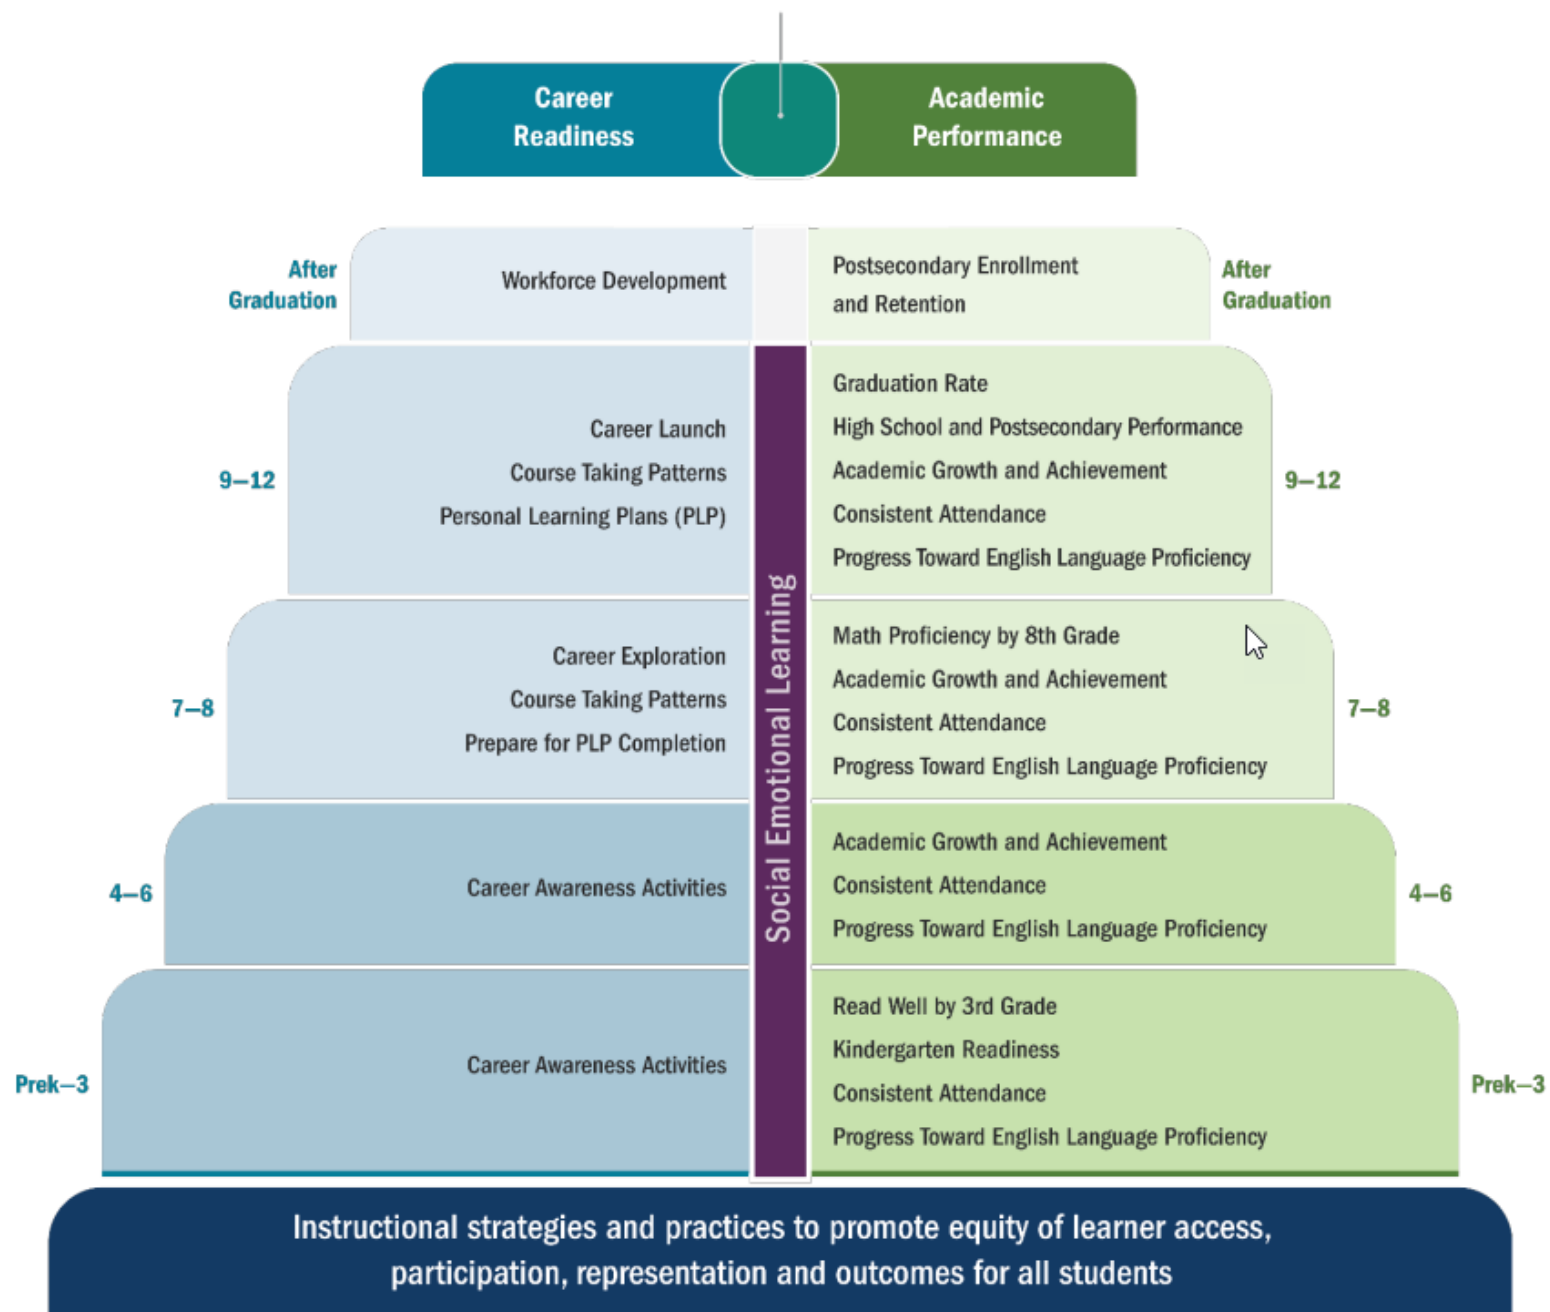 Career
Readiness
Academic
Performance
After
Graduation
Workforce Development
Postsecondary Enrollment
and Retention
After
Graduation
9–12
Career Launch
Course Taking Patterns
Personal Learning Plans (PLP)
Graduation Rate
High School and Postsecondary Performance
Academic Growth and Achievement
Consistent Attendance
Progress Toward English Language Proficiency
9–12
7–8
Career Exploration
Course Taking Patterns
Prepare for PLP Completion
Math Proficiency by 8th Grade
Academic Growth and Achievement
Consistent Attendance
Progress Toward English Language Proficiency
7–8
Social Emotional Learning
4–6
Career Awareness Activities
Academic Growth and Achievement
Consistent Attendance
Progress Toward English Language Proficiency
4–6
Prek–3
Career Awareness Activities
Read Well by 3rd Grade
Kindergarten Readiness
Consistent Attendance
Progress Toward English Language Proficiency
Prek–3
Instructional strategies and practices to promote equity of learner access,
participation, representation and outcomes for all students